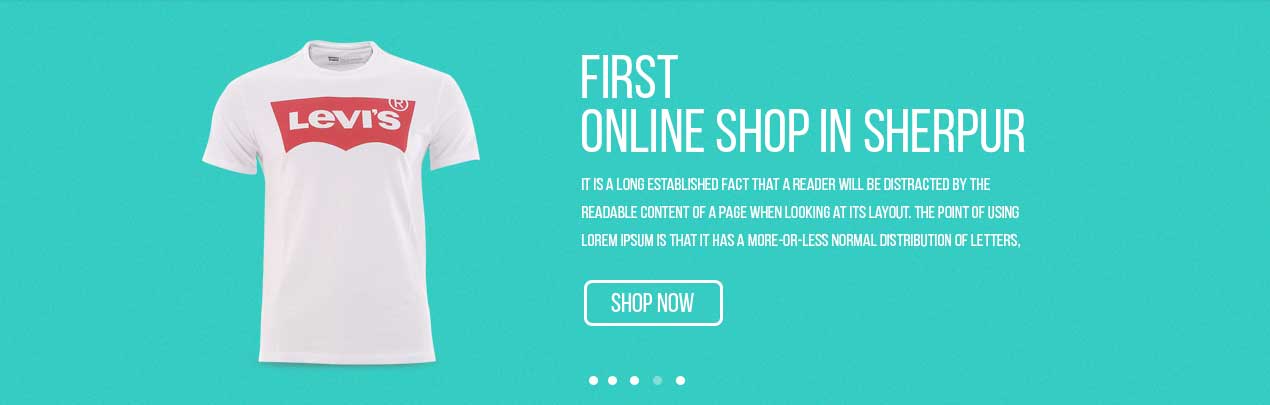 LEVI'S ®
FIRST
ONLINE SHOP IN SHERPUR
IT IS A LONG ESTABLISHED FACT THAT A READER WILL BE DISTRACTED BY THE
READABLE CONTENT OF A PAGE WHEN LOOKING AT ITS LAYOUT. THE POINT OF USING
LOREM IPSUM IS THAT IT HAS A MORE-OR-LESS NORMAL DISTRIBUTION OF LETTERS,
SHOP NOW